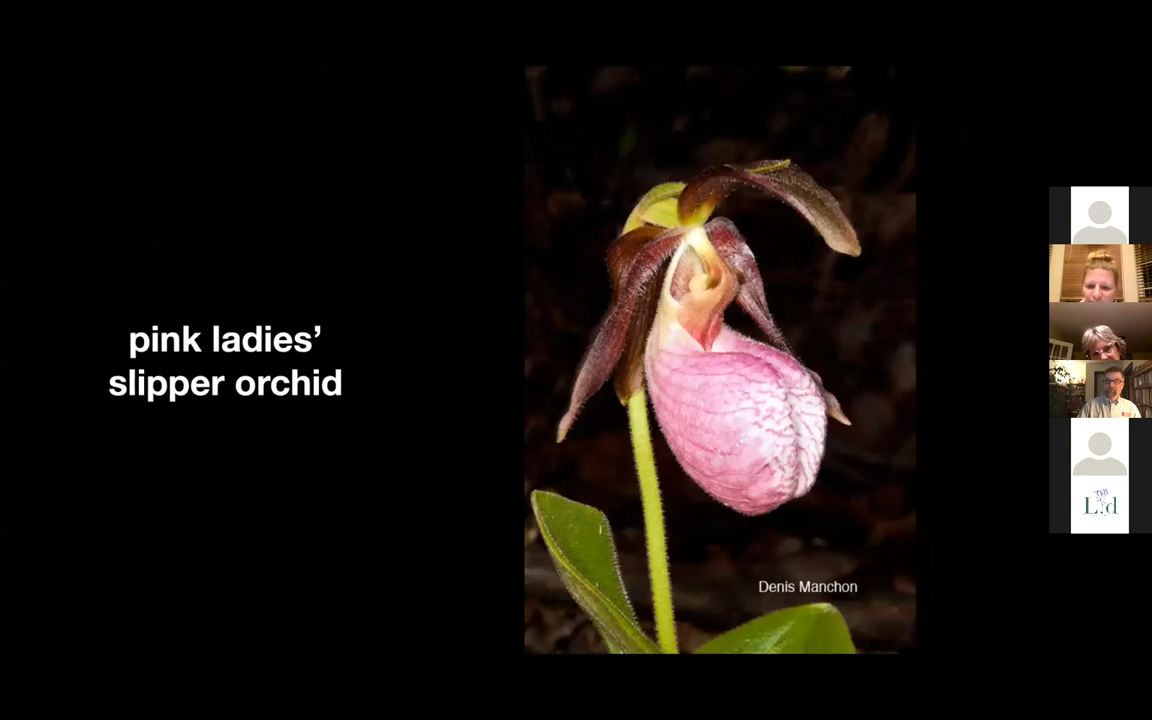 pink ladies’
slipper orchid
Denis Manchon
L.d